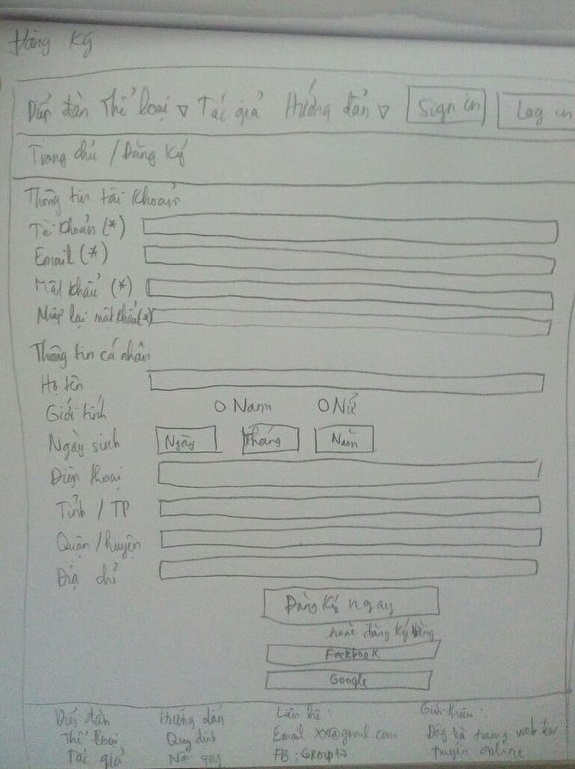 Đăng Ký
Diễn đàn Thể loại ▽ Tác giả Hướng dẫn ▽ Sign in Log in
Trang chủ / Đăng Ký
Thông tin tài khoản
Tài khoản (*)
Email (*)
Mật khẩu (*)
Nhập lại mật khẩu (*)
Thông tin cá nhân
Họ tên
Giới tính O Nam O Nữ
Ngày sinh Ngày Tháng Năm
Điện thoại
Tỉnh / TP
Quận / huyện
Địa chỉ
Đăng Ký ngay
hoặc đăng ký bằng
Facebook
Google
Diễn đàn Hướng dẫn Liên hệ: Giới thiệu:
Thể loại Quy định Email xx@gmail.com Đây là trang web đọc
Tác giả Nội quy FB: Group12 truyện online